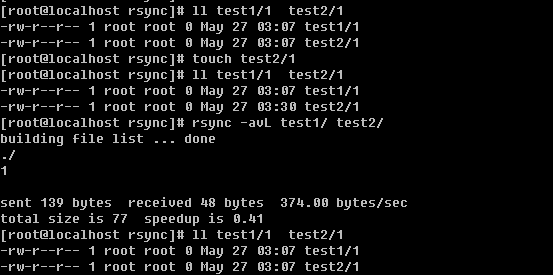 [root@localhost rsync]# ll test1/1  test2/1
-rw-r--r-- 1 root root 0 May 27 03:07 test1/1
-rw-r--r-- 1 root root 0 May 27 03:07 test2/1
[root@localhost rsync]# touch test2/1
[root@localhost rsync]# ll test1/1  test2/1
-rw-r--r-- 1 root root 0 May 27 03:07 test1/1
-rw-r--r-- 1 root root 0 May 27 03:30 test2/1
[root@localhost rsync]# rsync -avL test1/ test2/
building file list ... done
./
1
sent 139 bytes  received 48 bytes  374.00 bytes/sec
total size is 77  speedup is 0.41
[root@localhost rsync]# ll test1/1  test2/1
-rw-r--r-- 1 root root 0 May 27 03:07 test1/1
-rw-r--r-- 1 root root 0 May 27 03:07 test2/1